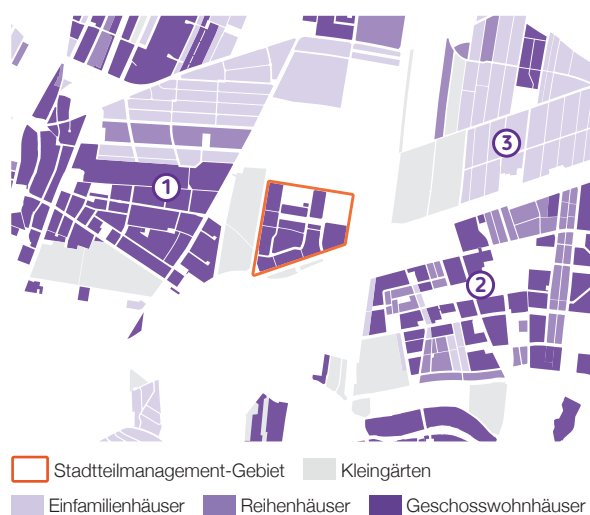 1
3
2
Stadtteilmanagement-Gebiet Kleingärten
Einfamilienhäuser Reihenhäuser Geschosswohnhäuser